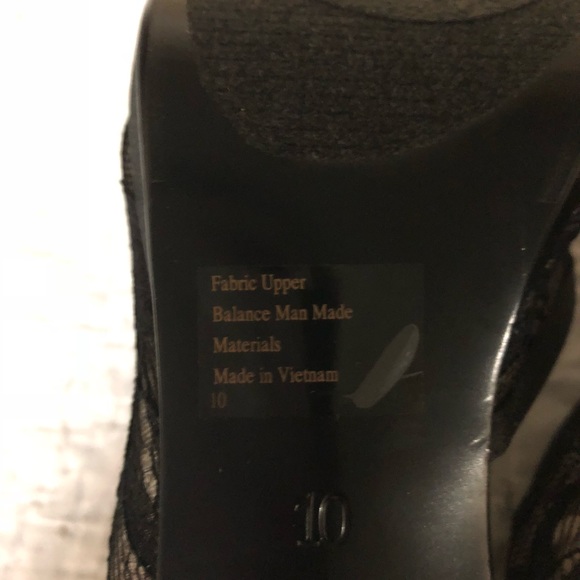 Fabric Upper
Balance Man Made
Materials
Made in Vietnam
10
10